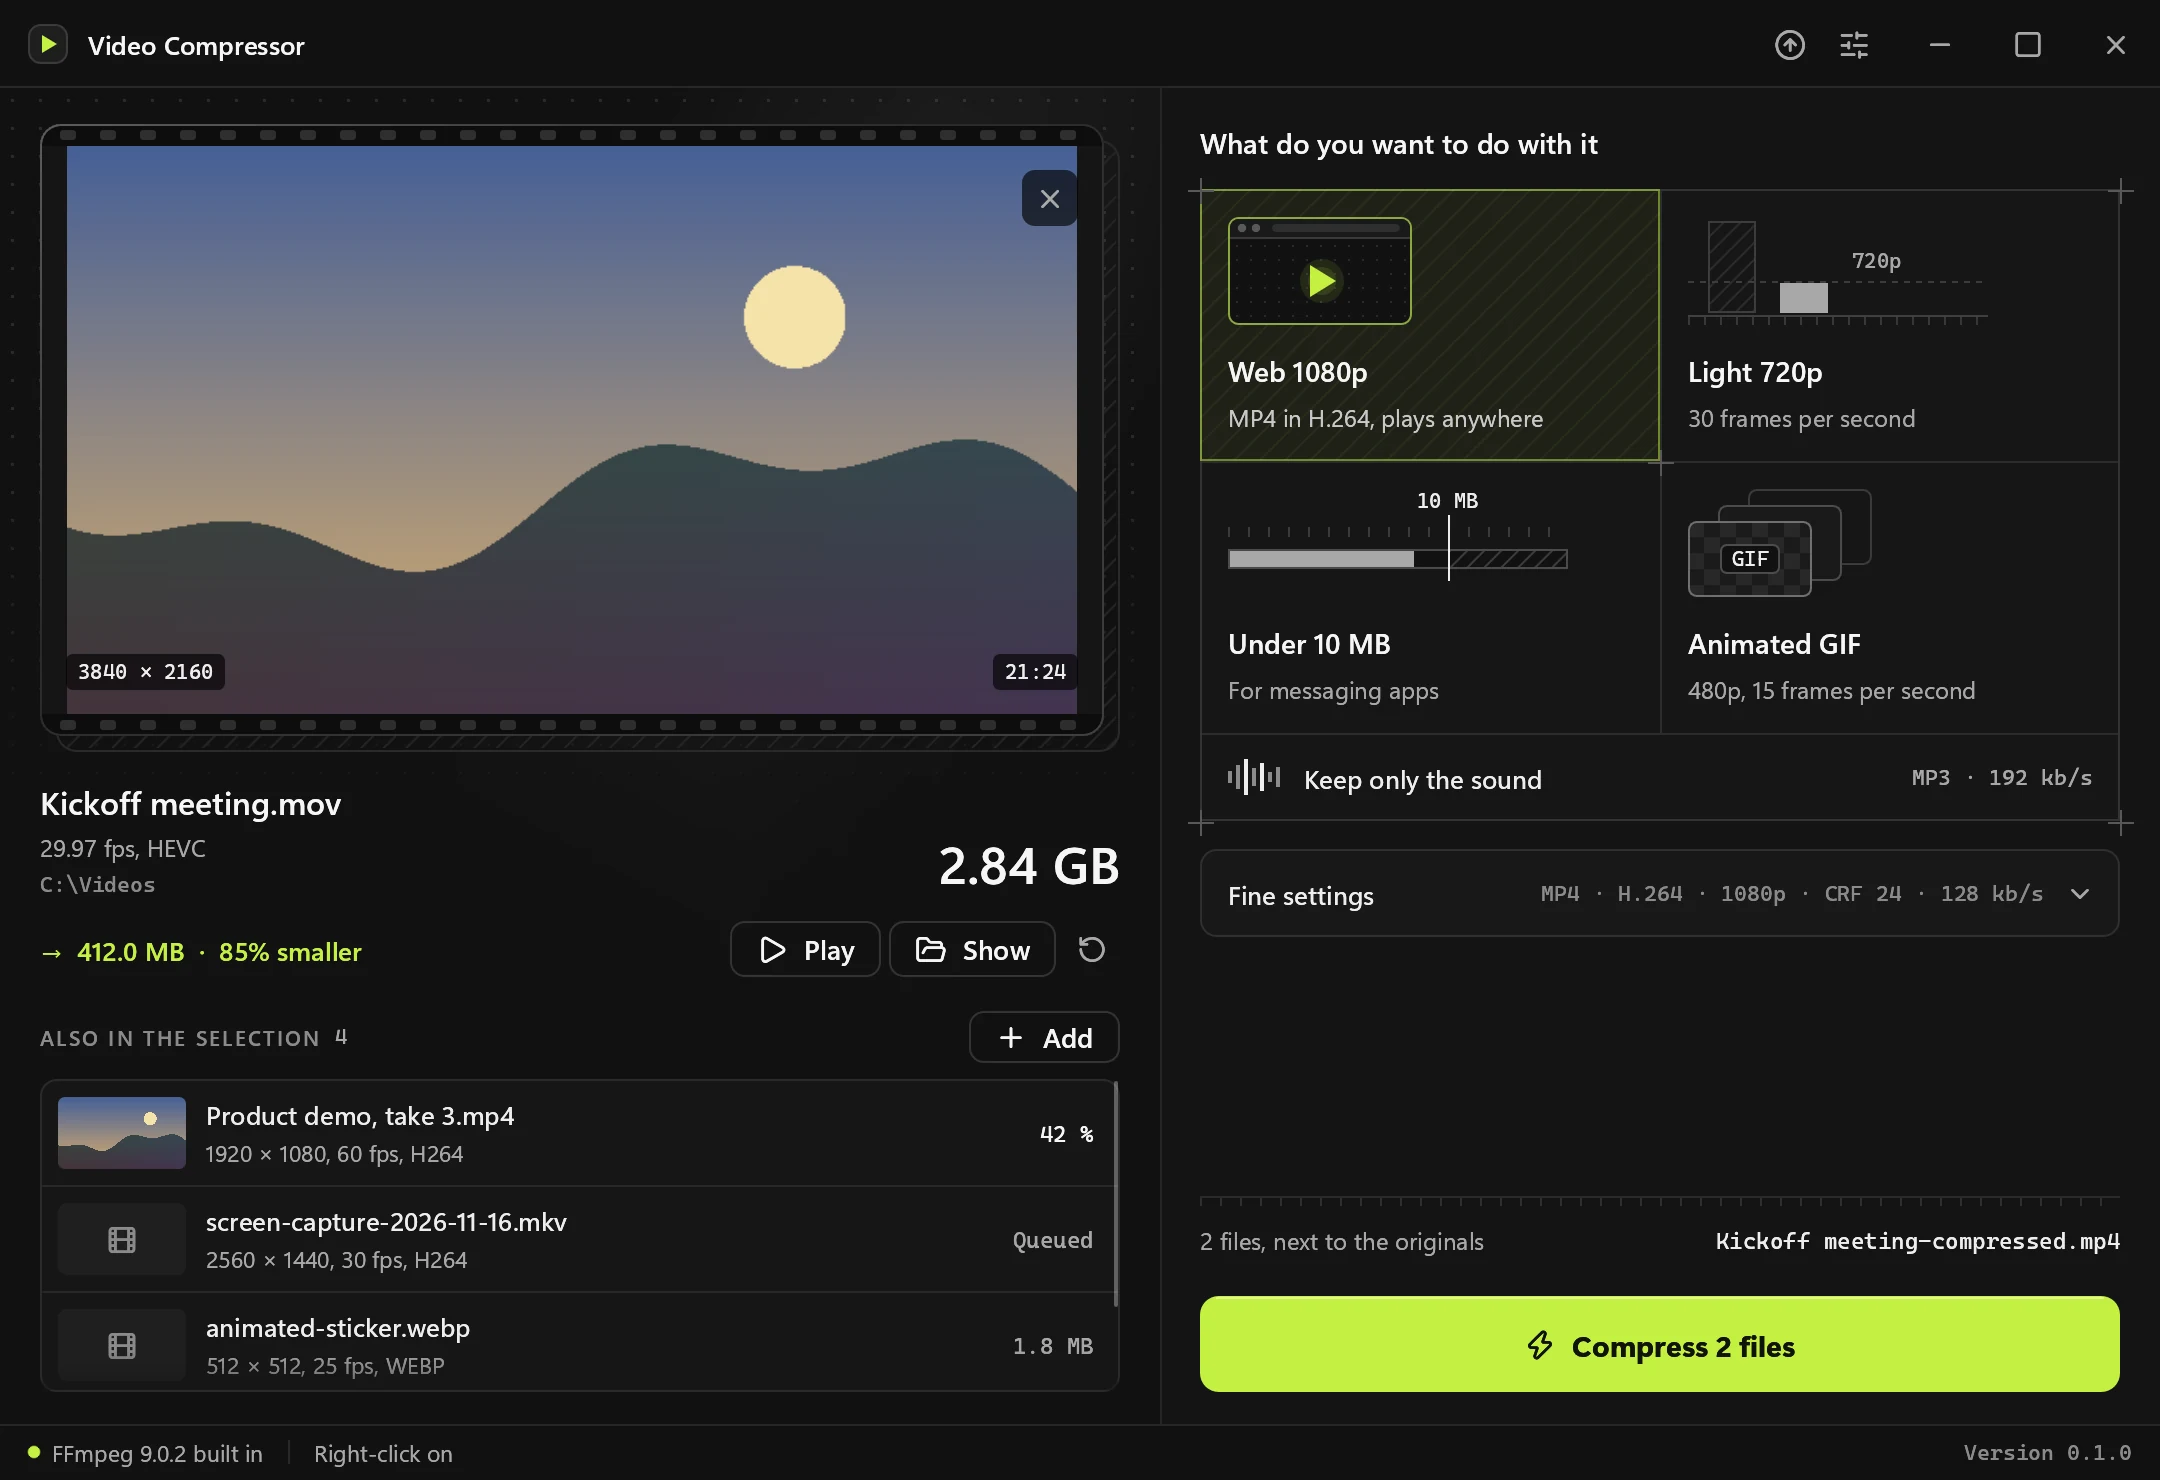 Video Compressor
3840 × 2160
21:24
Kickoff meeting.mov
29.97 fps, HEVC
C:\Videos
2.84 GB
→ 412.0 MB · 85% smaller
Play
Show
ALSO IN THE SELECTION 4
Add
Product demo, take 3.mp4
1920 × 1080, 60 fps, H264
42 %
screen-capture-2026-11-16.mkv
2560 × 1440, 30 fps, H264
Queued
animated-sticker.webp
512 × 512, 25 fps, WEBP
1.8 MB
What do you want to do with it
Web 1080p
MP4 in H.264, plays anywhere
720p
Light 720p
30 frames per second
10 MB
Under 10 MB
For messaging apps
GIF
Animated GIF
480p, 15 frames per second
Keep only the sound
MP3 · 192 kb/s
Fine settings
MP4 · H.264 · 1080p · CRF 24 · 128 kb/s
2 files, next to the originals
Kickoff meeting-compressed.mp4
Compress 2 files
FFmpeg 9.0.2 built in
Right-click on
Version 0.1.0